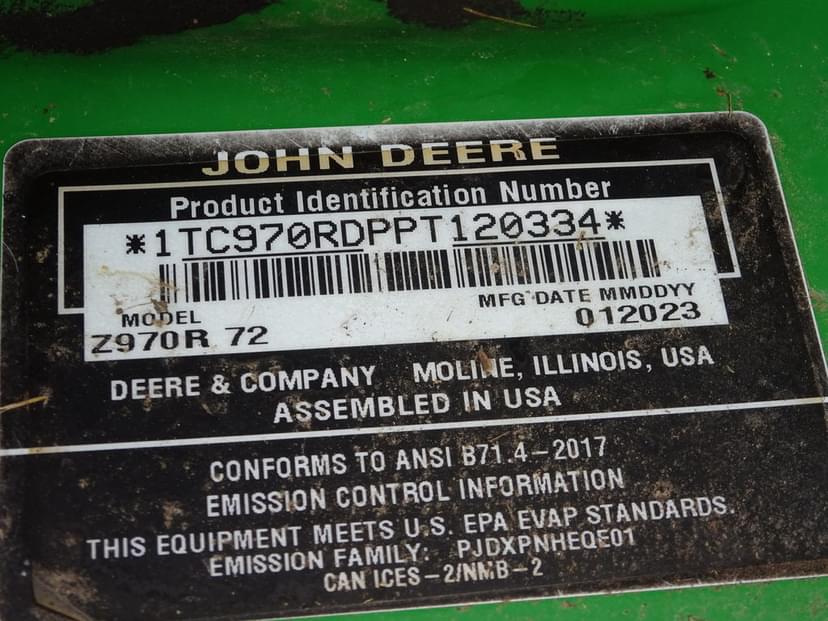 JOHN DEERE
Product Identification Number
*1TC970RDPPT120334*
MODEL
Z970R 72
MFG DATE MMDDYY
012023
DEERE & COMPANY MOLINE, ILLINOIS, USA
ASSEMBLED IN USA
CONFORMS TO ANSI B71.4-2017
EMISSION CONTROL INFORMATION
THIS EQUIPMENT MEETS U.S. EPA EVAP STANDARDS.
EMISSION FAMILY: PJDXPNHEQE01
CAN ICES-2/NMB-2